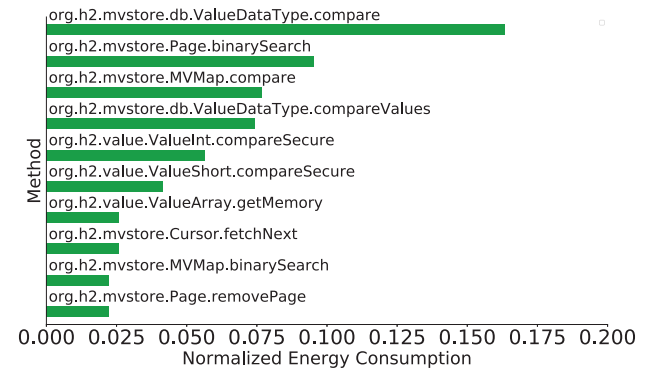 org.h2.mvstore.db.ValueDataType.compare
org.h2.mvstore.Page.binarySearch
org.h2.mvstore.MVMap.compare
org.h2.mvstore.db.ValueDataType.compareValues
org.h2.value.ValueInt.compareSecure
org.h2.value.ValueShort.compareSecure
org.h2.value.ValueArray.getMemory
org.h2.mvstore.Cursor.fetchNext
org.h2.mvstore.MVMap.binarySearch
org.h2.mvstore.Page.removePage
Method
0.000 0.025 0.050 0.075 0.100 0.125 0.150 0.175 0.200
Normalized Energy Consumption